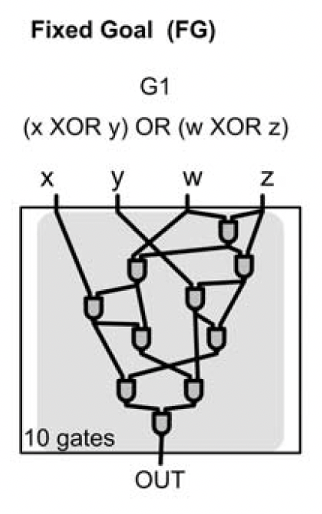 Fixed Goal (FG)
G1
(x XOR y) OR (w XOR z)
x y w z
10 gates
OUT